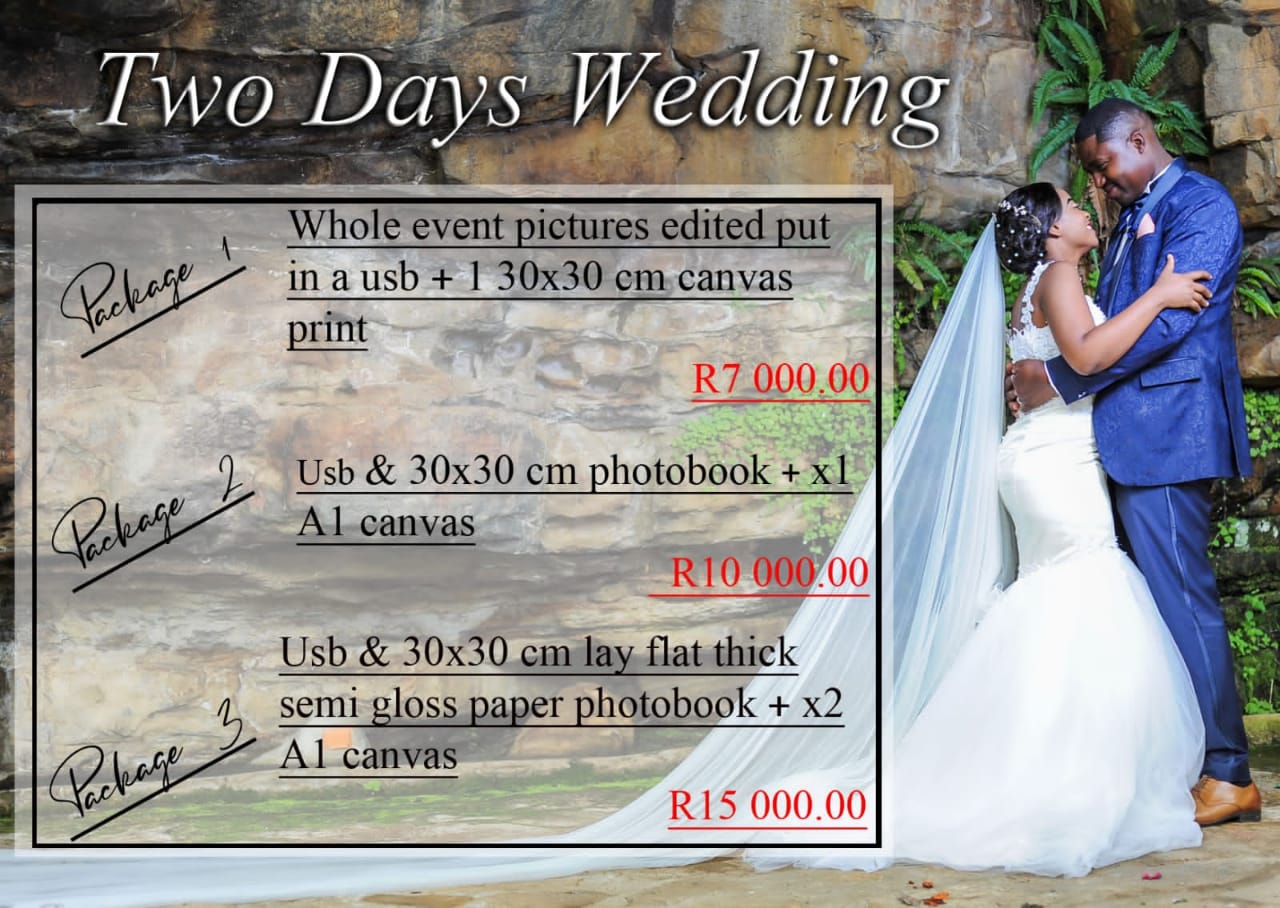 Two Days Wedding
Package 1
Whole event pictures edited put
in a usb + 1 30x30 cm canvas
print
R7 000.00
Package 2
Usb & 30x30 cm photobook + x1
A1 canvas
R10 000.00
Package 3
Usb & 30x30 cm lay flat thick
semi gloss paper photobook + x2
A1 canvas
R15 000.00